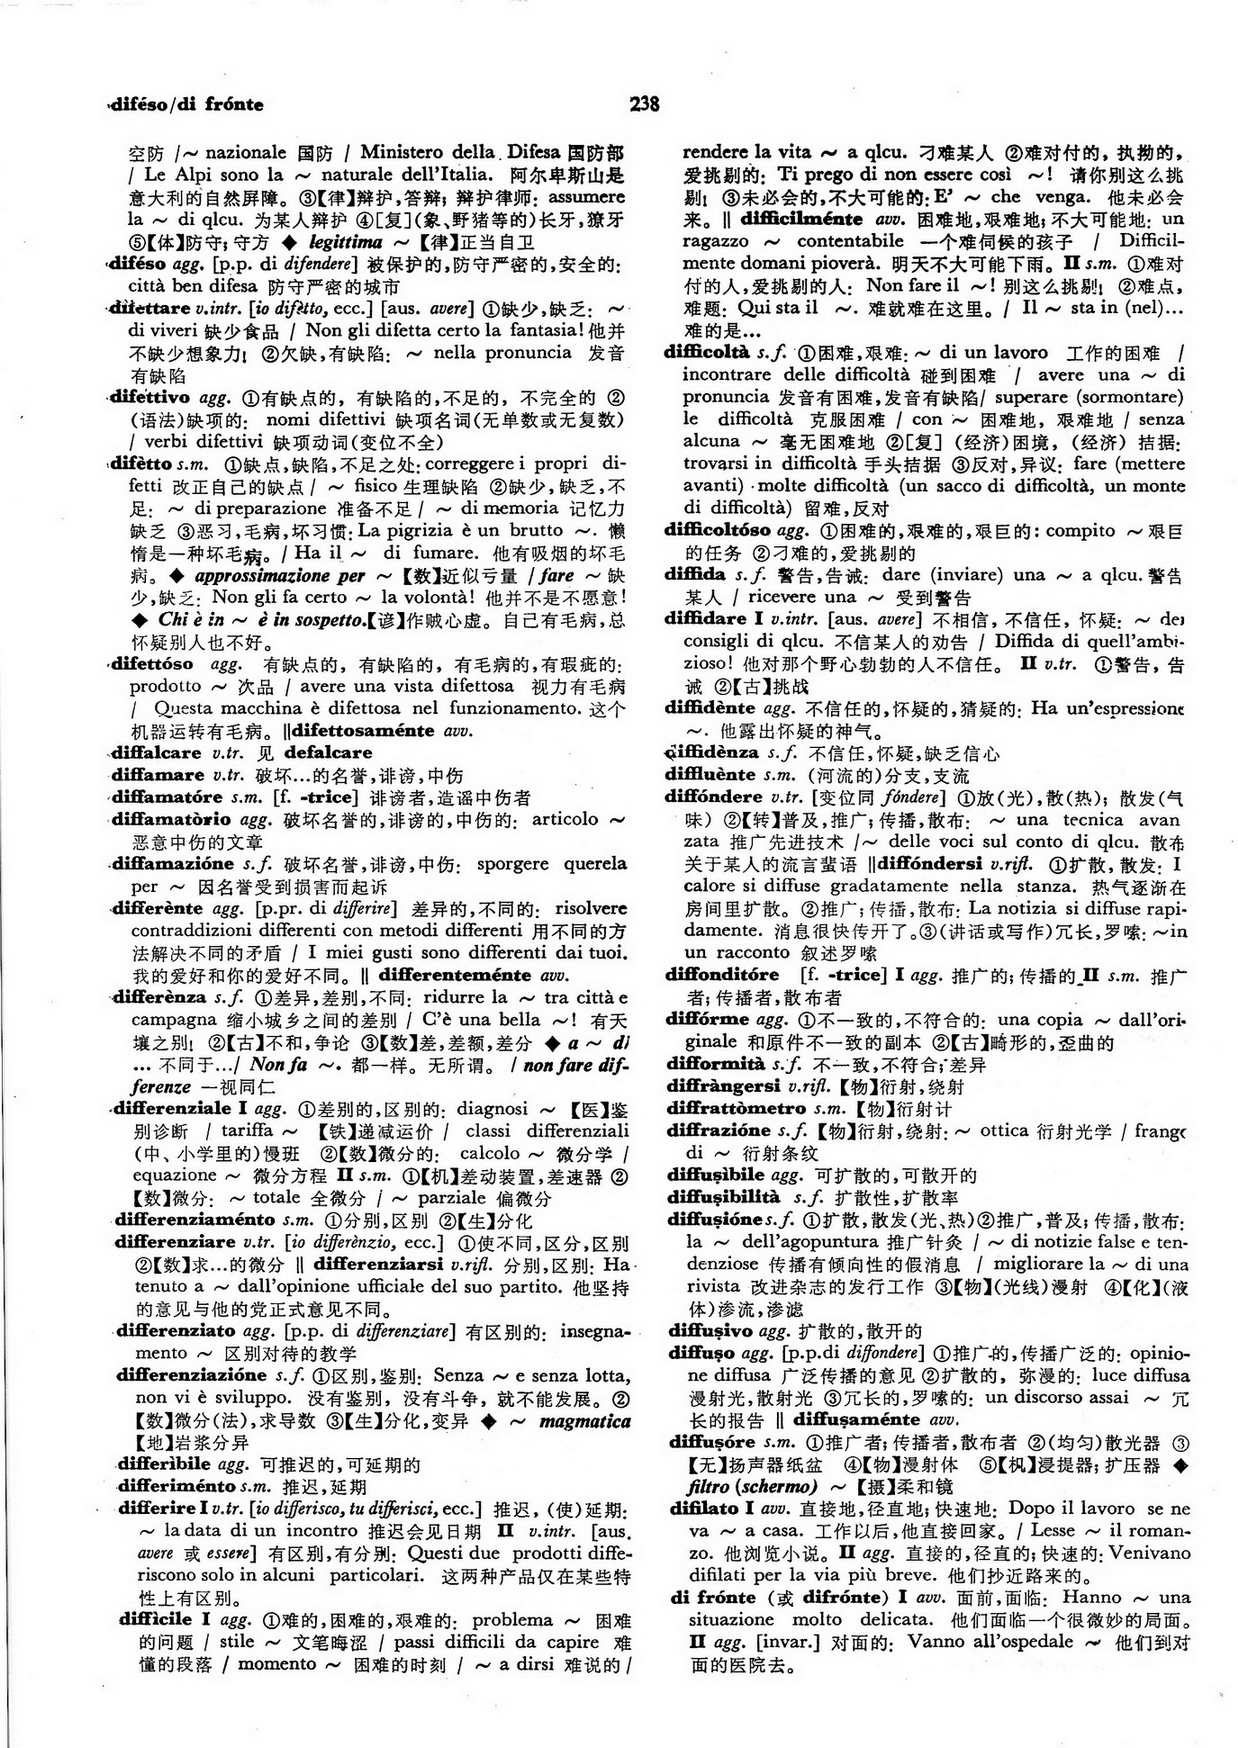 diféso/di frónte
238
空防 /～ nazionale 国防 / Ministero della Difesa 国防部
/ Le Alpi sono la ～ naturale dell'Italia. 阿尔卑斯山是
意大利的自然屏障。③【律】辩护,答辩; 辩护律师: assumere
la ～ di qlcu. 为某人辩护 ④[复](象、野猪等的)长牙,獠牙
⑤【体】防守; 守方 ◆ legittima ～【律】正当自卫
diféso agg. [p.p. di difendere] 被保护的,防守严密的,安全的:
città ben difesa 防守严密的城市
difettare v.intr. [io difètto, ecc.] [aus. avere] ①缺少,缺乏: ～
di viveri 缺少食品 / Non gli difetta certo la fantasia! 他并
不缺少想象力! ②欠缺,有缺陷: ～ nella pronuncia 发音
有缺陷
difettivo agg. ①有缺点的, 有缺陷的,不足的, 不完全的 ②
(语法)缺项的: nomi difettivi 缺项名词(无单数或无复数)
/ verbi difettivi 缺项动词(变位不全)
difètto s.m. ①缺点,缺陷,不足之处: correggere i propri di-
fetti 改正自己的缺点 / ～ fisico 生理缺陷 ②缺少,缺乏,不
足: ～ di preparazione 准备不足 / ～ di memoria 记忆力
缺乏 ③恶习,毛病,坏习惯: La pigrizia è un brutto ～. 懒
惰是一种坏毛病。/ Ha il ～ di fumare. 他有吸烟的坏毛
病。◆ approssimazione per ～【数】近似亏量 / fare ～ 缺
少,缺乏: Non gli fa certo ～ la volontà! 他并不是不愿意!
◆ Chi è in ～ è in sospetto.【谚】作贼心虚。自己有毛病,总
怀疑别人也不好。
difettóso agg. 有缺点的, 有缺陷的, 有毛病的,有瑕疵的:
prodotto ～ 次品 / avere una vista difettosa 视力有毛病
/ Questa macchina è difettosa nel funzionamento. 这个
机器运转有毛病。‖difettosaménte avv.
diffalcare v.tr. 见 defalcare
diffamare v.tr. 破坏…的名誉,诽谤,中伤
diffamatóre s.m. [f. -trice] 诽谤者,造谣中伤者
diffamatòrio agg. 破坏名誉的,诽谤的,中伤的: articolo ～
恶意中伤的文章
diffamazióne s.f. 破坏名誉,诽谤,中伤: sporgere querela
per ～ 因名誉受到损害而起诉
differènte agg. [p.pr. di differire] 差异的,不同的: risolvere
contraddizioni differenti con metodi differenti 用不同的方
法解决不同的矛盾 / I miei gusti sono differenti dai tuoi.
我的爱好和你的爱好不同。‖ differenteménte avv.
differènza s.f. ①差异,差别,不同: ridurre la ～ tra città e
campagna 缩小城乡之间的差别 / C'è una bella ～! 有天
壤之别! ②【古】不和,争论 ③【数】差,差额,差分 ◆ a ～ di
… 不同于…/ Non fa ～. 都一样。无所谓。/ non fare dif-
ferenze 一视同仁
differenziale I agg. ①差别的,区别的: diagnosi ～ 【医】鉴
别诊断 / tariffa ～ 【铁】递减运价 / classi differenziali
(中、小学里的)慢班 ②【数】微分的: calcolo ～ 微分学 /
equazione ～ 微分方程 II s.m. ①【机】差动装置,差速器 ②
【数】微分: ～ totale 全微分 / ～ parziale 偏微分
differenziaménto s.m. ①分别,区别 ②【生】分化
differenziare v.tr. [io differènzio, ecc.] ①使不同,区分,区别
②【数】求…的微分 ‖ differenziarsi v.rifl. 分别,区别: Ha
tenuto a ～ dall'opinione ufficiale del suo partito. 他坚持
的意见与他的党正式意见不同。
differenziato agg. [p.p. di differenziare] 有区别的: insegna-
mento ～ 区别对待的教学
differenziazióne s.f. ①区别,鉴别: Senza ～ e senza lotta,
non vi è sviluppo. 没有鉴别, 没有斗争, 就不能发展。②
【数】微分(法),求导数 ③【生】分化,变异 ◆ ～ magmatica
【地】岩浆分异
differìbile agg. 可推迟的,可延期的
differiménto s.m. 推迟,延期
differire I v.tr. [io differisco, tu differisci, ecc.] 推迟, (使)延期:
～ la data di un incontro 推迟会见日期 II v.intr. [aus.
avere 或 essere] 有区别,有分别: Questi due prodotti diffe-
riscono solo in alcuni particolari. 这两种产品仅在某些特
性上有区别。
difficile I agg. ①难的,困难的,艰难的: problema ～ 困难
的问题 / stile ～ 文笔晦涩 / passi difficili da capire 难
懂的段落 / momento ～ 困难的时刻 / ～ a dirsi 难说的 /
rendere la vita ～ a qlcu. 刁难某人 ②难对付的, 执拗的,
爱挑剔的: Ti prego di non essere così ～! 请你别这么挑
剔! ③未必会的,不大可能的: E' ～ che venga. 他未必会
来。‖ difficilménte avv. 困难地,艰难地; 不大可能地: un
ragazzo ～ contentabile 一个难伺候的孩子 / Difficil-
mente domani pioverà. 明天不大可能下雨。II s.m. ①难对
付的人,爱挑剔的人: Non fare il ～! 别这么挑剔! ②难点,
难题: Qui sta il ～. 难就难在这里。/ Il ～ sta in (nel)…
难的是…
difficoltà s.f. ①困难,艰难: ～ di un lavoro 工作的困难 /
incontrare delle difficoltà 碰到困难 / avere una ～ di
pronuncia 发音有困难,发音有缺陷/ superare (sormontare)
le difficoltà 克服困难 / con ～ 困难地, 艰难地 / senza
alcuna ～ 毫无困难地 ②[复] (经济)困境, (经济) 拮据:
trovarsi in difficoltà 手头拮据 ③反对,异议: fare (mettere
avanti) molte difficoltà (un sacco di difficoltà, un monte
di difficoltà) 留难,反对
difficoltóso agg. ①困难的,艰难的,艰巨的: compito ～ 艰巨
的任务 ②刁难的,爱挑剔的
diffida s.f. 警告,告诫: dare (inviare) una ～ a qlcu. 警告
某人 / ricevere una ～ 受到警告
diffidare I v.intr. [aus. avere] 不相信,不信任, 怀疑: ～ dei
consigli di qlcu. 不信某人的劝告 / Diffida di quell'ambi-
zioso! 他对那个野心勃勃的人不信任。 II v.tr. ①警告, 告
诫 ②【古】挑战
diffidènte agg. 不信任的,怀疑的,猜疑的: Ha un'espressione
～. 他露出怀疑的神气。
diffidènza s.f. 不信任,怀疑,缺乏信心
diffluènte s.m. (河流的)分支,支流
diffóndere v.tr. [变位同 fóndere] ①放(光),散(热); 散发(气
味) ②【转】普及,推广; 传播,散布: ～ una tecnica avan
zata 推广先进技术 /～ delle voci sul conto di qlcu. 散布
关于某人的流言蜚语 ‖diffóndersi v.rifl. ①扩散,散发: I
calore si diffuse gradatamente nella stanza. 热气逐渐在
房间里扩散。②推广; 传播,散布: La notizia si diffuse rapi-
damente. 消息很快传开了。③(讲话或写作)冗长,罗嗦: ～in
un racconto 叙述罗嗦
diffonditóre [f. -trice] I agg. 推广的; 传播的 II s.m. 推广
者; 传播者,散布者
diffórme agg. ①不一致的,不符合的: una copia ～ dall'ori-
ginale 和原件不一致的副本 ②【古】畸形的,歪曲的
difformità s.f. 不一致,不符合; 差异
diffràngersi v.rifl. 【物】衍射,绕射
diffrattòmetro s.m. 【物】衍射计
diffrazióne s.f. 【物】衍射,绕射: ～ ottica 衍射光学 / frange
di ～ 衍射条纹
diffuṣìbile agg. 可扩散的,可散开的
diffuṣibilità s.f. 扩散性,扩散率
diffuṣióne s.f. ①扩散,散发(光、热)②推广,普及; 传播,散布:
la ～ dell'agopuntura 推广针灸 / ～ di notizie false e ten-
denziose 传播有倾向性的假消息 / migliorare la ～ di una
rivista 改进杂志的发行工作 ③【物】(光线)漫射 ④【化】(液
体)渗流,渗滤
diffuṣivo agg. 扩散的,散开的
diffuṣo agg. [p.p.di diffondere] ①推广的,传播广泛的: opinio-
ne diffusa 广泛传播的意见 ②扩散的, 弥漫的: luce diffusa
漫射光,散射光 ③冗长的,罗嗦的: un discorso assai ～ 冗
长的报告 ‖ diffuṣaménte avv.
diffuṣóre s.m. ①推广者; 传播者,散布者 ②(均匀)散光器 ③
【无】扬声器纸盆 ④【物】漫射体 ⑤【机】浸提器; 扩压器 ◆
filtro (schermo) ～ 【摄】柔和镜
difilato I avv. 直接地,径直地; 快速地: Dopo il lavoro se ne
va ～ a casa. 工作以后,他直接回家。/ Lesse ～ il roman-
zo. 他浏览小说。II agg. 直接的,径直的; 快速的: Venivano
difilati per la via più breve. 他们抄近路来的。
di frónte (或 difrónte) I avv. 面前,面临: Hanno ～ una
situazione molto delicata. 他们面临一个很微妙的局面。
II agg. [invar.] 对面的: Vanno all'ospedale ～ 他们到对
面的医院去。